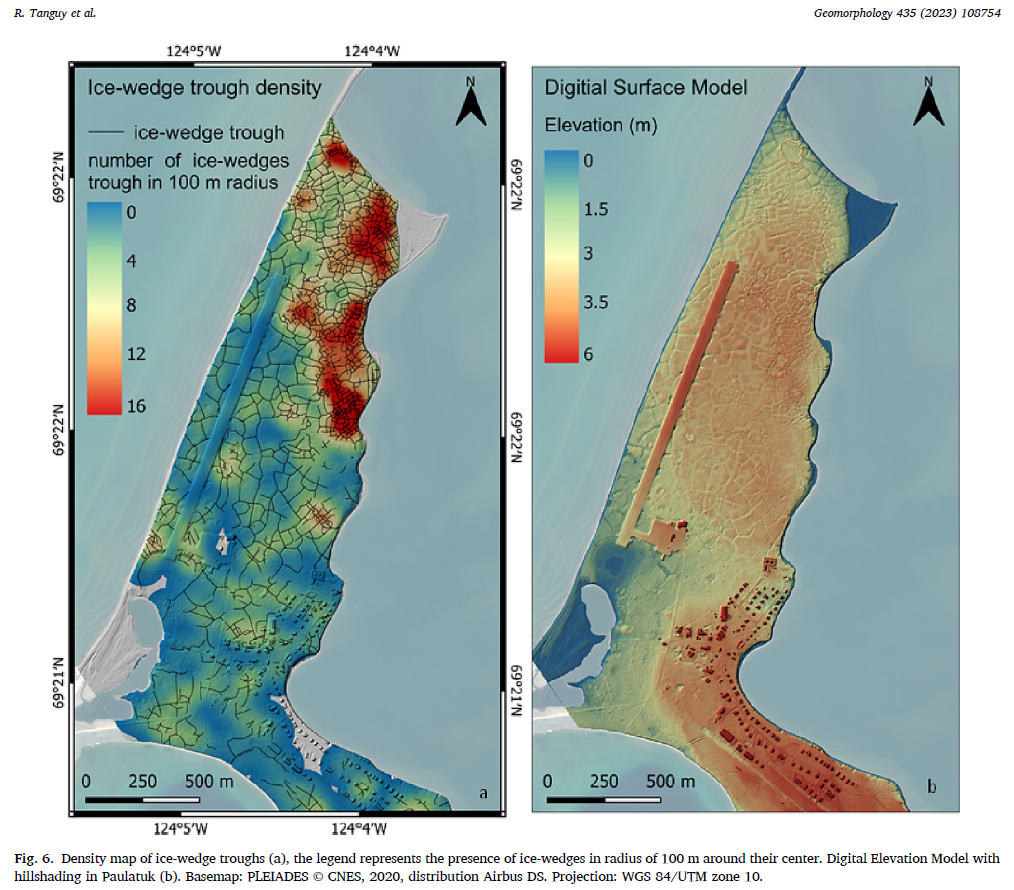 R. Tanguy et al.
Geomorphology 435 (2023) 108754
124°5′W
124°4′W
Ice-wedge trough density
N
ice-wedge trough
number of ice-wedges
trough in 100 m radius
0
4
8
12
16
69°22′N
69°22′N
69°21′N
0 250 500 m
a
124°5′W
124°4′W
69°22′N
69°22′N
69°21′N
Digitial Surface Model
N
Elevation (m)
0
1.5
3
3.5
6
0 250 500 m
b
Fig. 6. Density map of ice-wedge troughs (a), the legend represents the presence of ice-wedges in radius of 100 m around their center. Digital Elevation Model with
hillshading in Paulatuk (b). Basemap: PLEIADES © CNES, 2020, distribution Airbus DS. Projection: WGS 84/UTM zone 10.